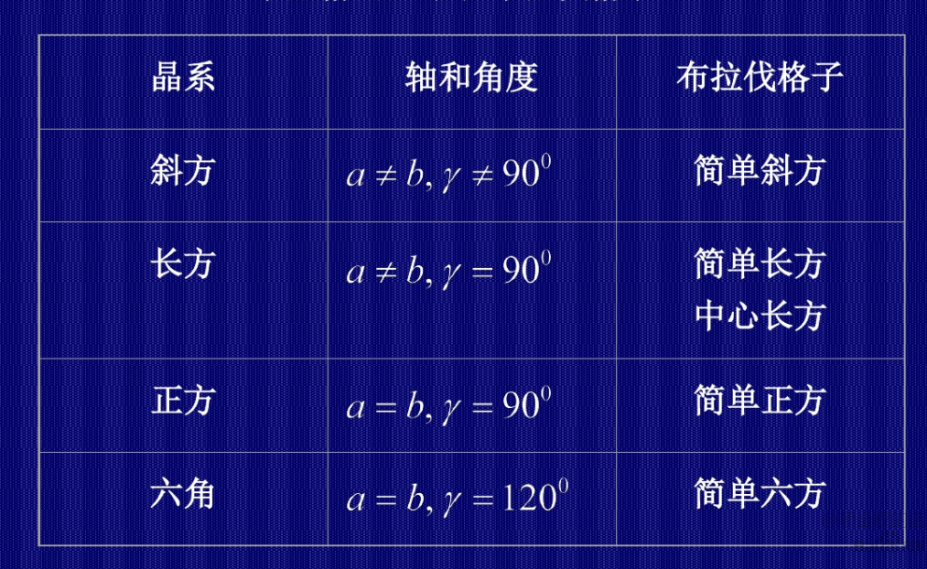 晶系 轴和角度 布拉伐格子
斜方 a ≠ b, γ ≠ 90⁰ 简单斜方
长方 a ≠ b, γ = 90⁰ 简单长方
中心长方
正方 a = b, γ = 90⁰ 简单正方
六角 a = b, γ = 120⁰ 简单六方